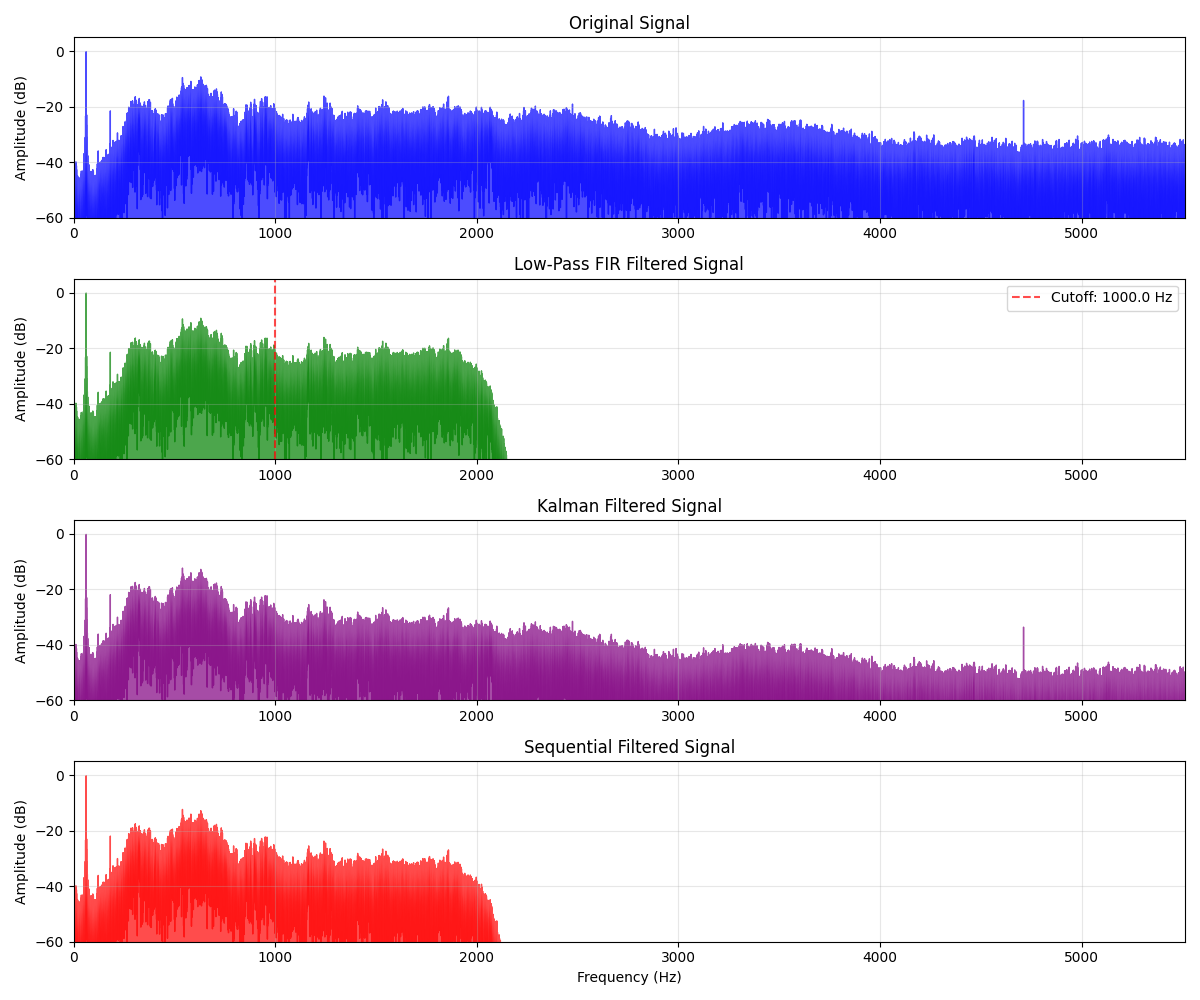 Original Signal
Amplitude (dB)
0
−20
−40
−60
0 1000 2000 3000 4000 5000
Low-Pass FIR Filtered Signal
Cutoff: 1000.0 Hz
Amplitude (dB)
0
−20
−40
−60
0 1000 2000 3000 4000 5000
Kalman Filtered Signal
Amplitude (dB)
0
−20
−40
−60
0 1000 2000 3000 4000 5000
Sequential Filtered Signal
Amplitude (dB)
0
−20
−40
−60
0 1000 2000 3000 4000 5000
Frequency (Hz)